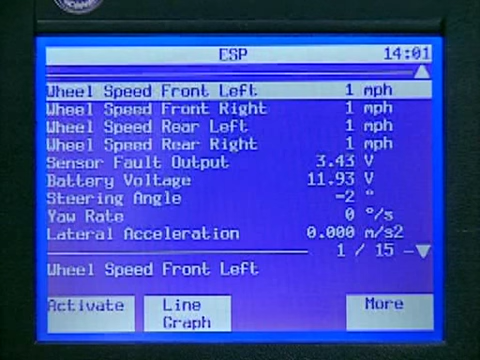 ESP 14:01
Wheel Speed Front Left 1 mph
Wheel Speed Front Right 1 mph
Wheel Speed Rear Left 1 mph
Wheel Speed Rear Right 1 mph
Sensor Fault Output 3.43 V
Battery Voltage 11.93 V
Steering Angle -2 °
Yaw Rate 0 °/s
Lateral Acceleration 0.000 m/s2
1 / 15
Wheel Speed Front Left
Activate Line Graph More